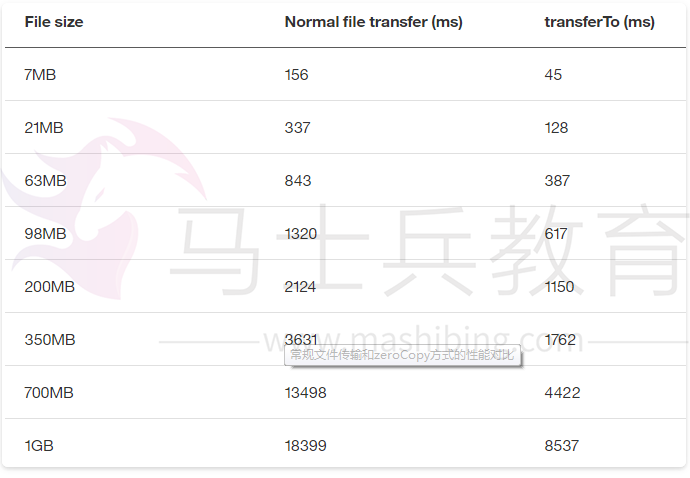 File size Normal file transfer (ms) transferTo (ms)
7MB 156 45
21MB 337 128
63MB 843 387
98MB 1320 617
马士兵教育
200MB 2124 1150
350MB 3631 1762
www.mashibing.com
常规文件传输和zeroCopy方式的性能对比
700MB 13498 4422
1GB 18399 8537